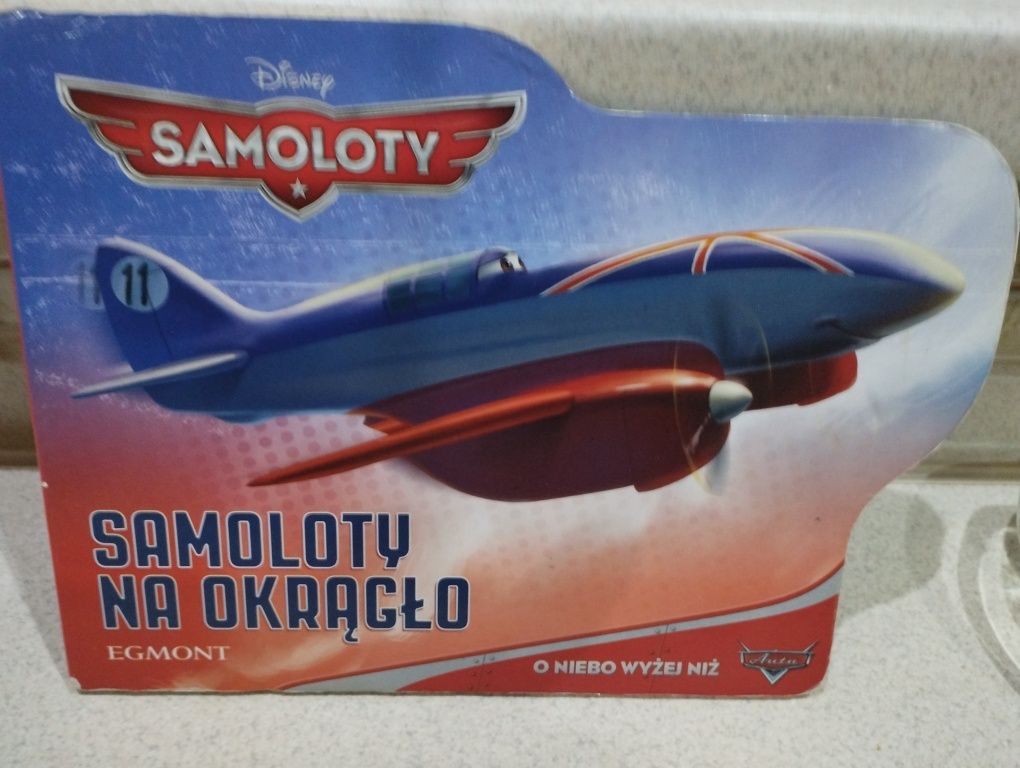 Disney
SAMOLOTY
11
SAMOLOTY
NA OKRĄGŁO
EGMONT
O NIEBO WYŻEJ NIŻ
Auta